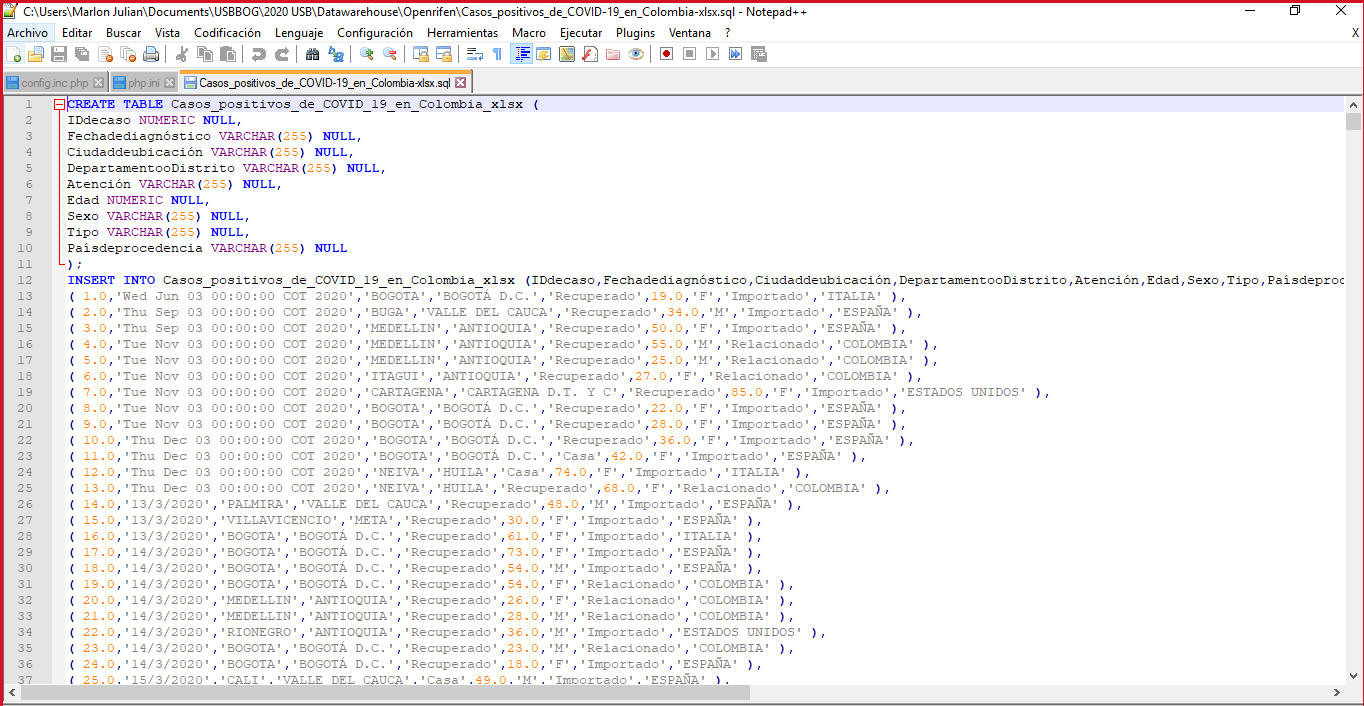 C:\Users\Marlon Julian\Documents\USBBOG\2020 USB\Datawarehouse\Openrifen\Casos_positivos_de_COVID-19_en_Colombia-xlsx.sql - Notepad++
Archivo Editar Buscar Vista Codificación Lenguaje Configuración Herramientas Macro Ejecutar Plugins Ventana ? X
config.inc.php php.ini Casos_positivos_de_COVID-19_en_Colombia-xlsx.sql
1 CREATE TABLE Casos_positivos_de_COVID_19_en_Colombia_xlsx (
2 IDdecaso NUMERIC NULL,
3 Fechadediagnóstico VARCHAR(255) NULL,
4 Ciudaddeubicación VARCHAR(255) NULL,
5 DepartamentooDistrito VARCHAR(255) NULL,
6 Atención VARCHAR(255) NULL,
7 Edad NUMERIC NULL,
8 Sexo VARCHAR(255) NULL,
9 Tipo VARCHAR(255) NULL,
10 Paísdeprocedencia VARCHAR(255) NULL
11 );
12 INSERT INTO Casos_positivos_de_COVID_19_en_Colombia_xlsx (IDdecaso,Fechadediagnóstico,Ciudaddeubicación,DepartamentooDistrito,Atención,Edad,Sexo,Tipo,Paísdeproc
13 ( 1.0,'Wed Jun 03 00:00:00 COT 2020','BOGOTA','BOGOTÁ D.C.','Recuperado',19.0,'F','Importado','ITALIA' ),
14 ( 2.0,'Thu Sep 03 00:00:00 COT 2020','BUGA','VALLE DEL CAUCA','Recuperado',34.0,'M','Importado','ESPAÑA' ),
15 ( 3.0,'Thu Sep 03 00:00:00 COT 2020','MEDELLIN','ANTIOQUIA','Recuperado',50.0,'F','Importado','ESPAÑA' ),
16 ( 4.0,'Tue Nov 03 00:00:00 COT 2020','MEDELLIN','ANTIOQUIA','Recuperado',55.0,'M','Relacionado','COLOMBIA' ),
17 ( 5.0,'Tue Nov 03 00:00:00 COT 2020','MEDELLIN','ANTIOQUIA','Recuperado',25.0,'M','Relacionado','COLOMBIA' ),
18 ( 6.0,'Tue Nov 03 00:00:00 COT 2020','ITAGUI','ANTIOQUIA','Recuperado',27.0,'F','Relacionado','COLOMBIA' ),
19 ( 7.0,'Tue Nov 03 00:00:00 COT 2020','CARTAGENA','CARTAGENA D.T. Y C','Recuperado',85.0,'F','Importado','ESTADOS UNIDOS' ),
20 ( 8.0,'Tue Nov 03 00:00:00 COT 2020','BOGOTA','BOGOTÁ D.C.','Recuperado',22.0,'F','Importado','ESPAÑA' ),
21 ( 9.0,'Tue Nov 03 00:00:00 COT 2020','BOGOTA','BOGOTÁ D.C.','Recuperado',28.0,'F','Importado','ESPAÑA' ),
22 ( 10.0,'Thu Dec 03 00:00:00 COT 2020','BOGOTA','BOGOTÁ D.C.','Recuperado',36.0,'F','Importado','ESPAÑA' ),
23 ( 11.0,'Thu Dec 03 00:00:00 COT 2020','BOGOTA','BOGOTÁ D.C.','Casa',42.0,'F','Importado','ESPAÑA' ),
24 ( 12.0,'Thu Dec 03 00:00:00 COT 2020','NEIVA','HUILA','Casa',74.0,'F','Importado','ITALIA' ),
25 ( 13.0,'Thu Dec 03 00:00:00 COT 2020','NEIVA','HUILA','Recuperado',68.0,'F','Relacionado','COLOMBIA' ),
26 ( 14.0,'13/3/2020','PALMIRA','VALLE DEL CAUCA','Recuperado',48.0,'M','Importado','ESPAÑA' ),
27 ( 15.0,'13/3/2020','VILLAVICENCIO','META','Recuperado',30.0,'F','Importado','ESPAÑA' ),
28 ( 16.0,'13/3/2020','BOGOTA','BOGOTÁ D.C.','Recuperado',61.0,'F','Importado','ITALIA' ),
29 ( 17.0,'14/3/2020','BOGOTA','BOGOTÁ D.C.','Recuperado',73.0,'F','Importado','ESPAÑA' ),
30 ( 18.0,'14/3/2020','BOGOTA','BOGOTÁ D.C.','Recuperado',54.0,'M','Importado','ESPAÑA' ),
31 ( 19.0,'14/3/2020','BOGOTA','BOGOTÁ D.C.','Recuperado',54.0,'F','Relacionado','COLOMBIA' ),
32 ( 20.0,'14/3/2020','MEDELLIN','ANTIOQUIA','Recuperado',26.0,'F','Relacionado','COLOMBIA' ),
33 ( 21.0,'14/3/2020','MEDELLIN','ANTIOQUIA','Recuperado',28.0,'M','Relacionado','COLOMBIA' ),
34 ( 22.0,'14/3/2020','RIONEGRO','ANTIOQUIA','Recuperado',36.0,'M','Importado','ESTADOS UNIDOS' ),
35 ( 23.0,'14/3/2020','BOGOTA','BOGOTÁ D.C.','Recuperado',23.0,'M','Relacionado','COLOMBIA' ),
36 ( 24.0,'14/3/2020','BOGOTA','BOGOTÁ D.C.','Recuperado',18.0,'F','Importado','ESPAÑA' ),
37 ( 25.0,'15/3/2020','CALI','VALLE DEL CAUCA','Casa',49.0,'M','Importado','ESPAÑA' ),